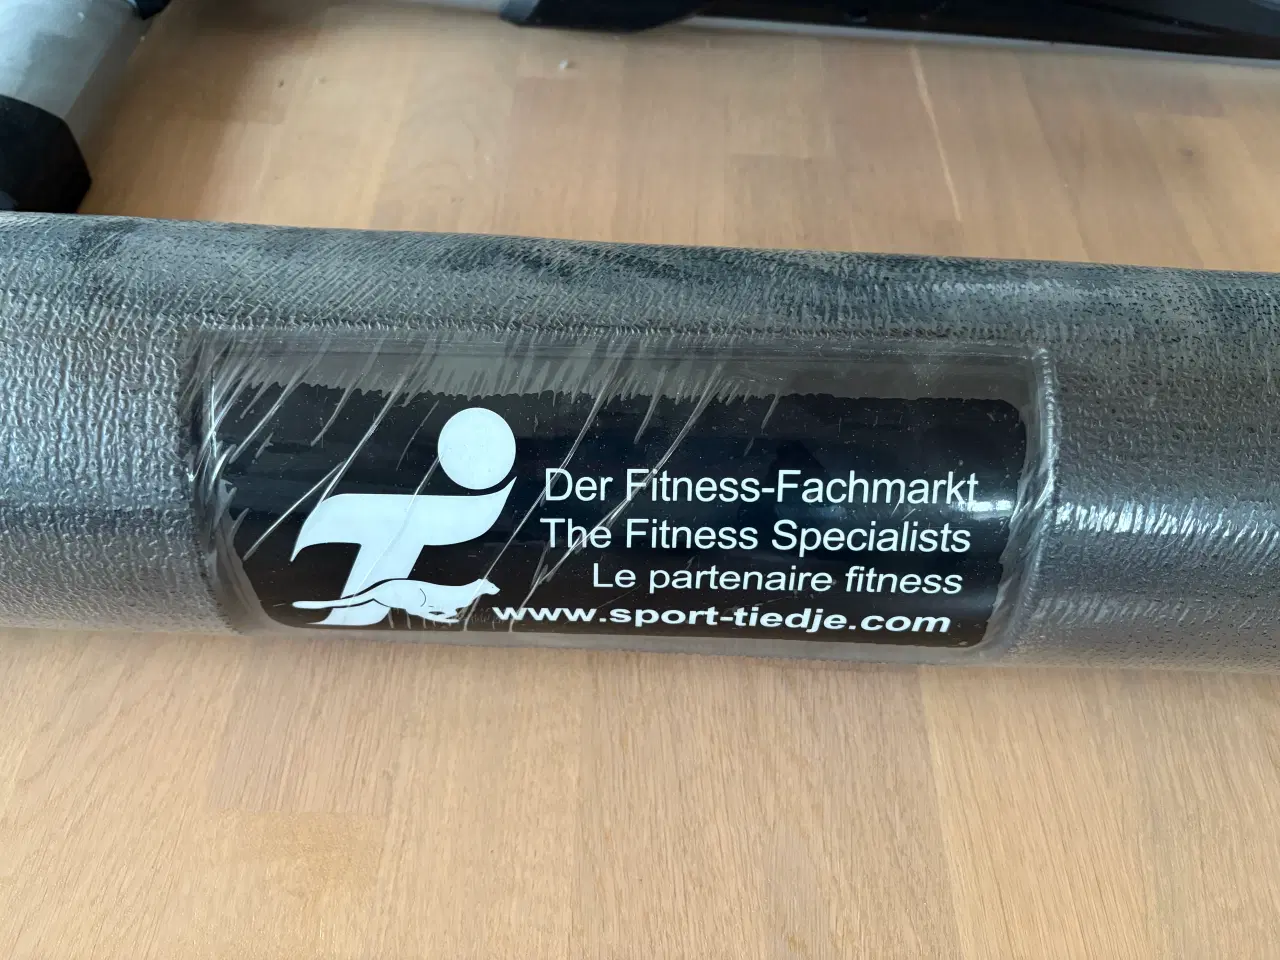 Der Fitness-Fachmarkt
The Fitness Specialists
Le partenaire fitness
www.sport-tiedje.com